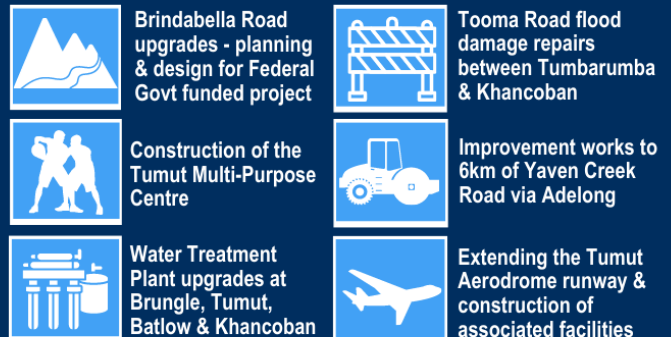 Brindabella Road
upgrades - planning
& design for Federal
Govt funded project
Tooma Road flood
damage repairs
between Tumbarumba
& Khancoban
Construction of the
Tumut Multi-Purpose
Centre
Improvement works to
6km of Yaven Creek
Road via Adelong
Water Treatment
Plant upgrades at
Brungle, Tumut,
Batlow & Khancoban
Extending the Tumut
Aerodrome runway &
construction of
associated facilities